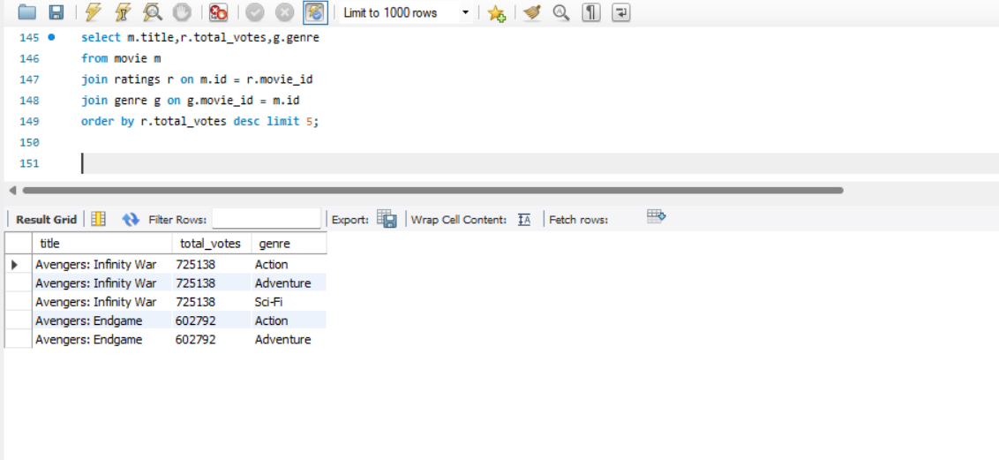 Limit to 1000 rows
145 select m.title,r.total_votes,g.genre
146 from movie m
147 join ratings r on m.id = r.movie_id
148 join genre g on g.movie_id = m.id
149 order by r.total_votes desc limit 5;
150
151
Result Grid Filter Rows: Export: Wrap Cell Content: Fetch rows:
title total_votes genre
Avengers: Infinity War 725138 Action
Avengers: Infinity War 725138 Adventure
Avengers: Infinity War 725138 Sci-Fi
Avengers: Endgame 602792 Action
Avengers: Endgame 602792 Adventure